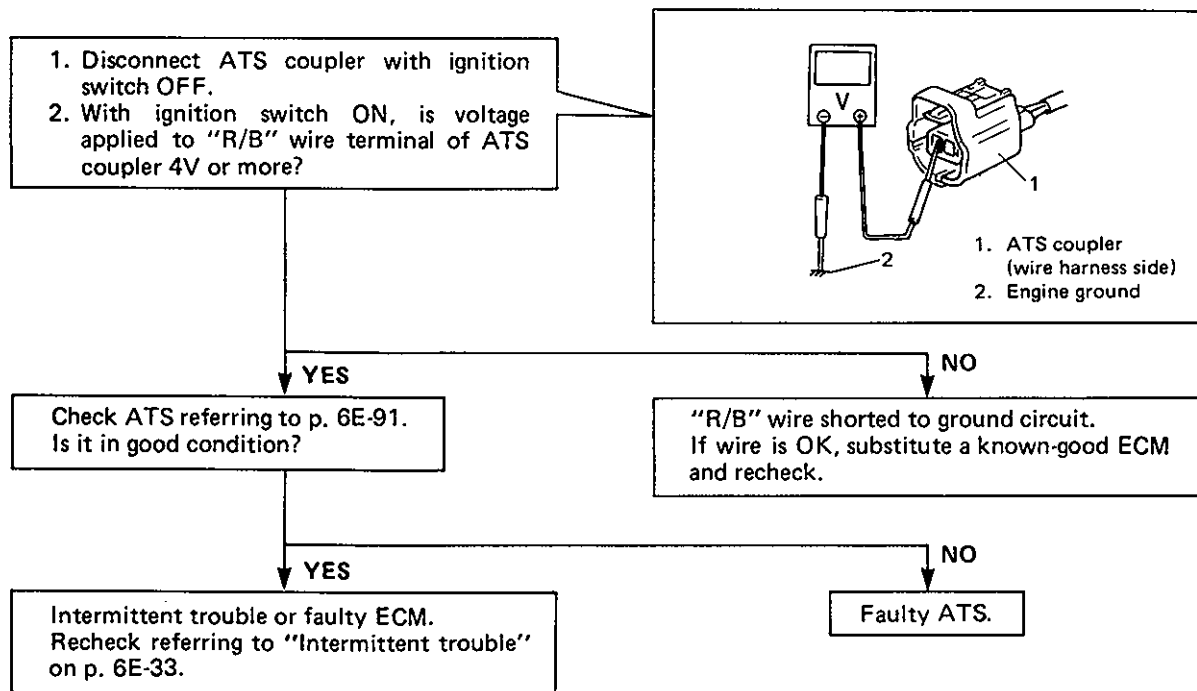 1. Disconnect ATS coupler with ignition
switch OFF.
2. With ignition switch ON, is voltage
applied to "R/B" wire terminal of ATS
coupler 4V or more?
V
⊖ ⊕
1
2
1. ATS coupler
(wire harness side)
2. Engine ground
YES
NO
Check ATS referring to p. 6E-91.
Is it in good condition?
"R/B" wire shorted to ground circuit.
If wire is OK, substitute a known-good ECM
and recheck.
YES
NO
Intermittent trouble or faulty ECM.
Recheck referring to "Intermittent trouble"
on p. 6E-33.
Faulty ATS.